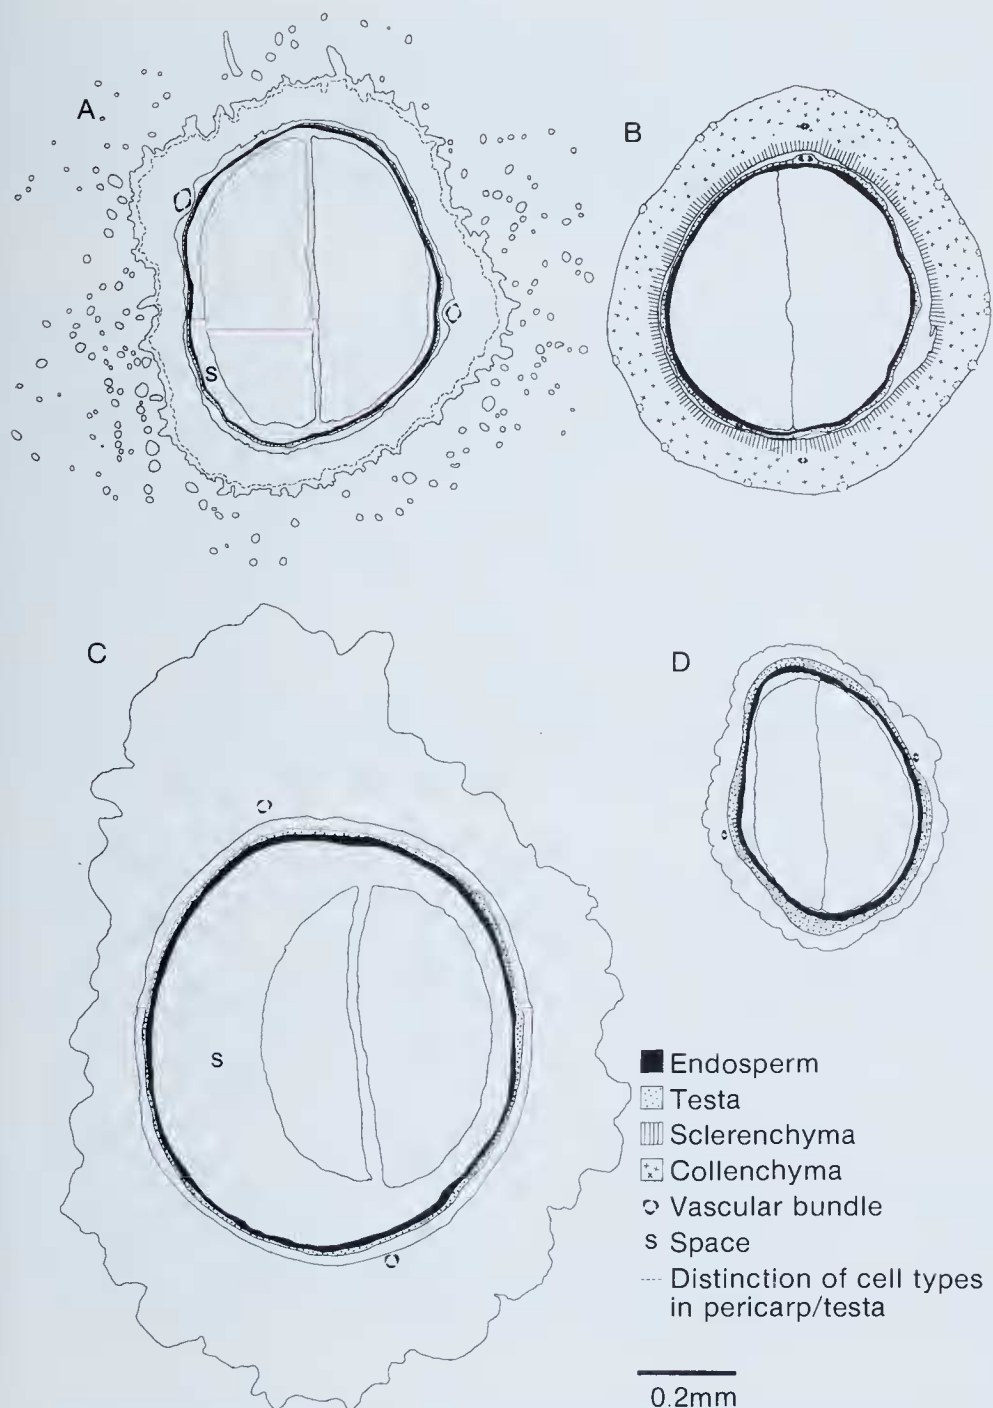 A
B
C
D
S
S
Endosperm
Testa
Sclerenchyma
Collenchyma
Vascular bundle
S Space
Distinction of cell types
in pericarp/testa
0.2mm